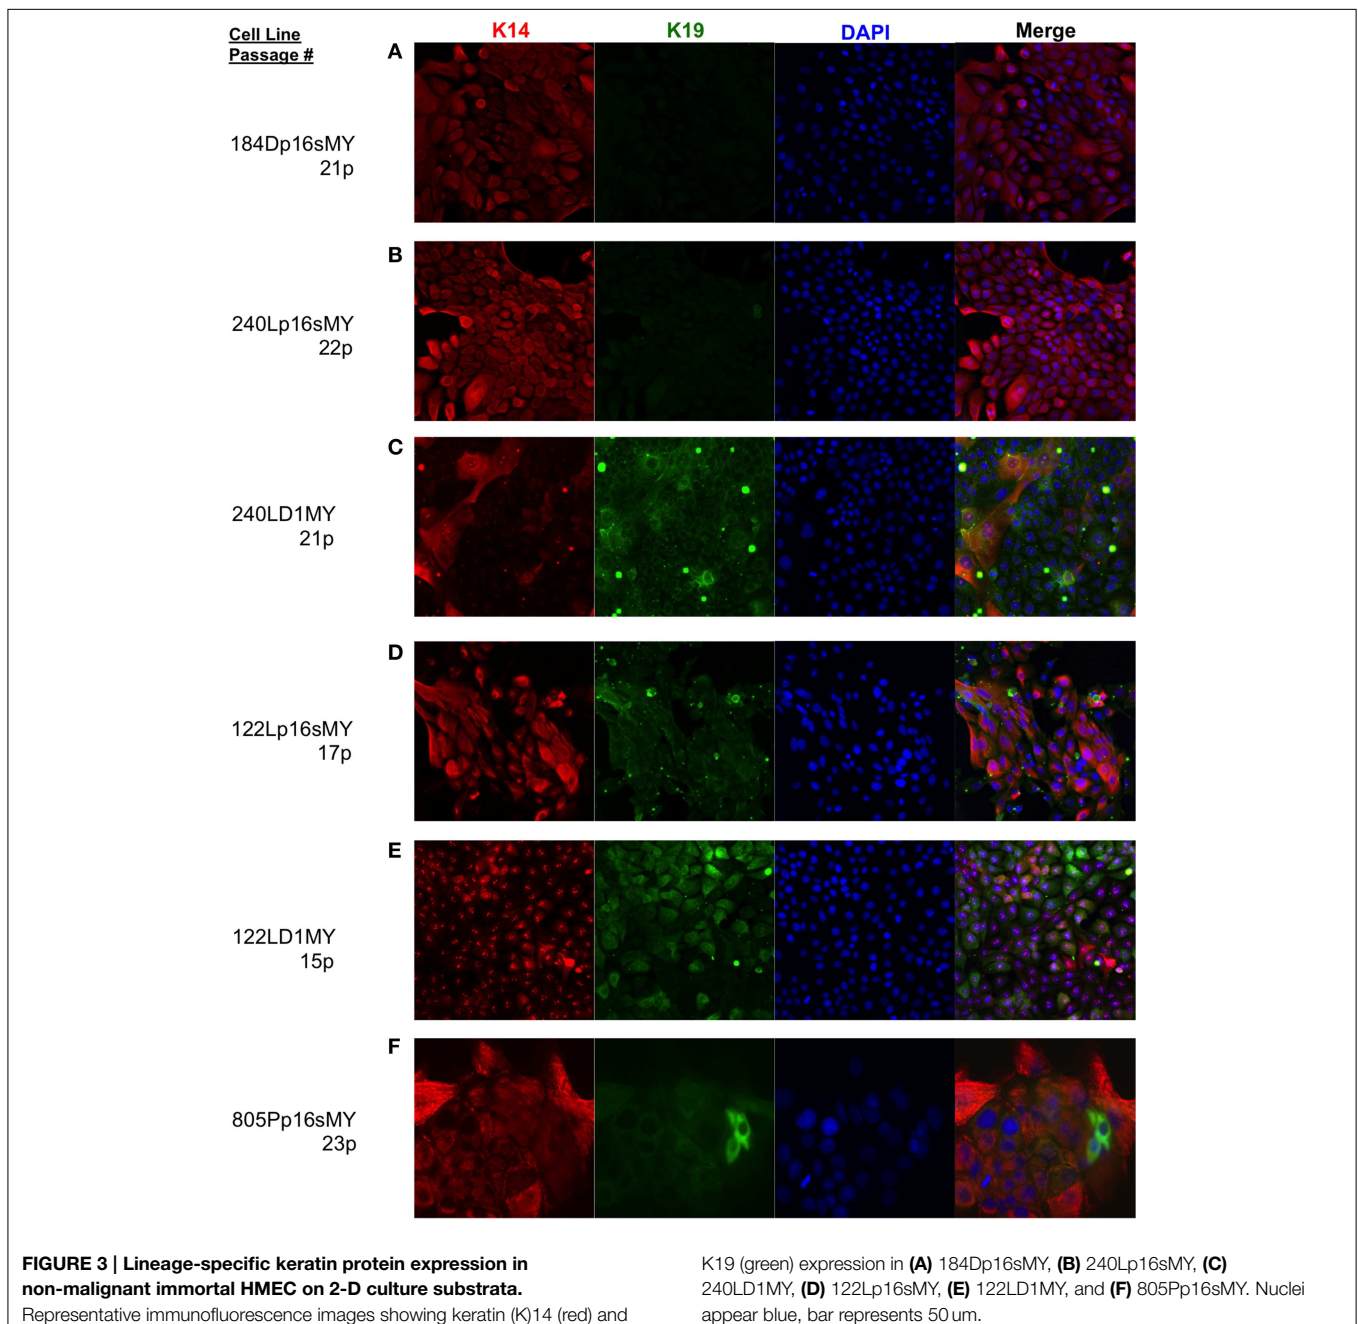 Cell Line
Passage #
K14
K19
DAPI
Merge
A
184Dp16sMY
21p
B
240Lp16sMY
22p
C
240LD1MY
21p
D
122Lp16sMY
17p
E
122LD1MY
15p
F
805Pp16sMY
23p
FIGURE 3 | Lineage-specific keratin protein expression in
non-malignant immortal HMEC on 2-D culture substrata.
Representative immunofluorescence images showing keratin (K)14 (red) and
K19 (green) expression in (A) 184Dp16sMY, (B) 240Lp16sMY, (C)
240LD1MY, (D) 122Lp16sMY, (E) 122LD1MY, and (F) 805Pp16sMY. Nuclei
appear blue, bar represents 50 um.